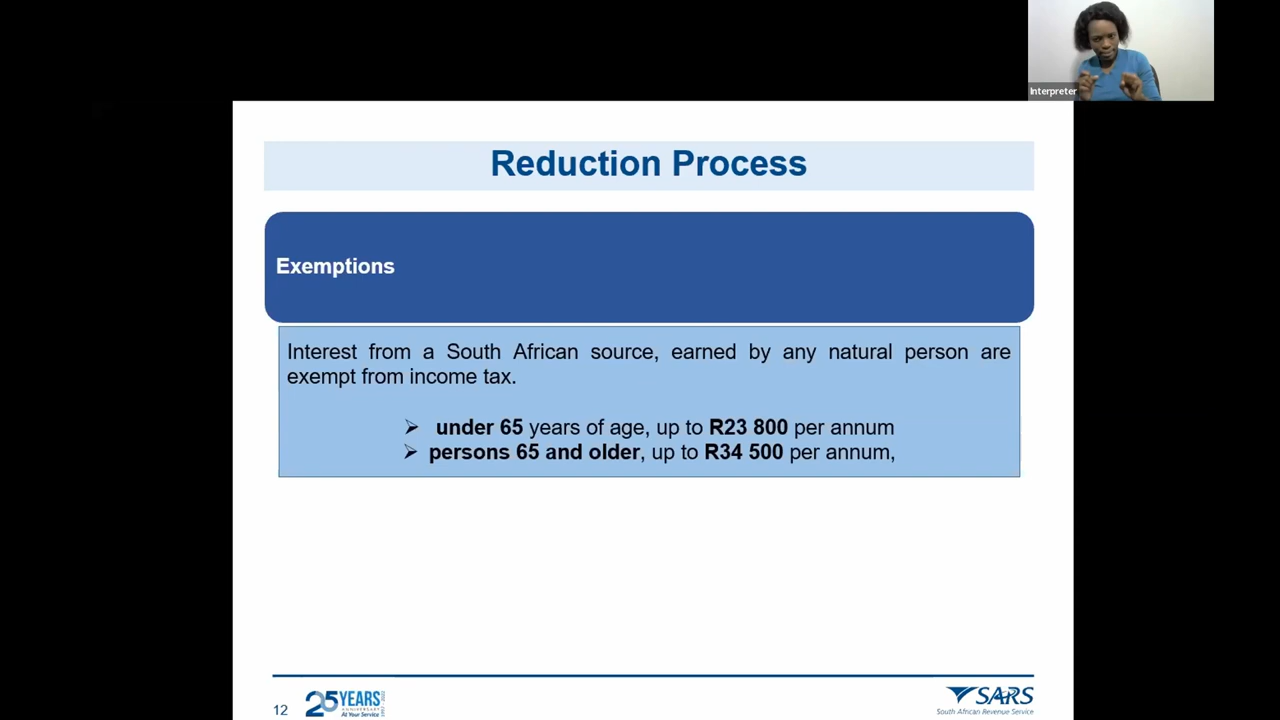 Interpreter
Reduction Process
Exemptions
Interest from a South African source, earned by any natural person are
exempt from income tax.
➢ under 65 years of age, up to R23 800 per annum
➢ persons 65 and older, up to R34 500 per annum,
12
25 YEARS
ANNIVERSARY
At Your Service
SARS
South African Revenue Service